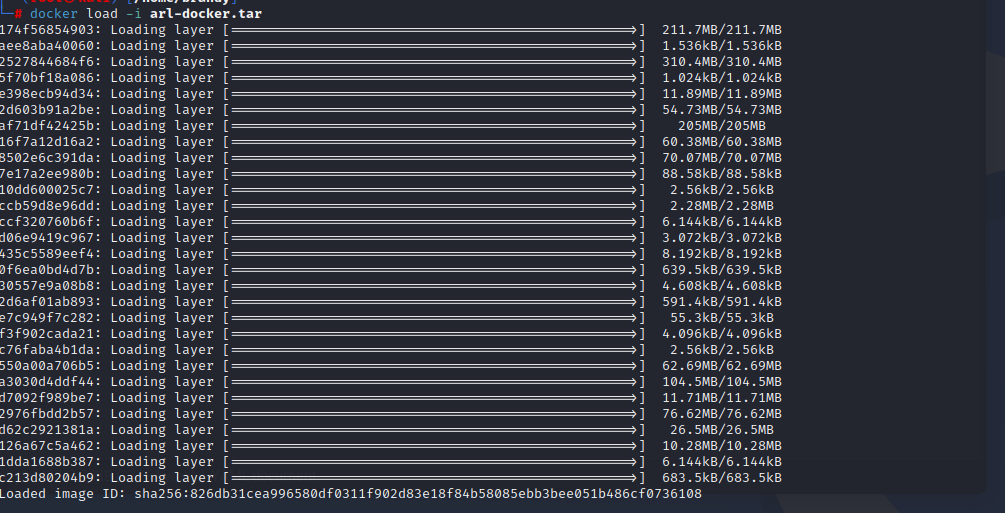 └─# docker load -i arl-docker.tar
174f56854903: Loading layer [==================================================>]  211.7MB/211.7MB
aee8aba40060: Loading layer [==================================================>]  1.536kB/1.536kB
2527844684f6: Loading layer [==================================================>]  310.4MB/310.4MB
5f70bf18a086: Loading layer [==================================================>]  1.024kB/1.024kB
e398ecb94d34: Loading layer [==================================================>]  11.89MB/11.89MB
2d603b91a2be: Loading layer [==================================================>]  54.73MB/54.73MB
af71df42425b: Loading layer [==================================================>]  205MB/205MB
16f7a12d16a2: Loading layer [==================================================>]  60.38MB/60.38MB
8502e6c391da: Loading layer [==================================================>]  70.07MB/70.07MB
7e17a2ee980b: Loading layer [==================================================>]  88.58kB/88.58kB
10dd600025c7: Loading layer [==================================================>]  2.56kB/2.56kB
ccb59d8e96dd: Loading layer [==================================================>]  2.28MB/2.28MB
ccf320760b6f: Loading layer [==================================================>]  6.144kB/6.144kB
d06e9419c967: Loading layer [==================================================>]  3.072kB/3.072kB
435c5589eef4: Loading layer [==================================================>]  8.192kB/8.192kB
0f6ea0bd4d7b: Loading layer [==================================================>]  639.5kB/639.5kB
30557e9a08b8: Loading layer [==================================================>]  4.608kB/4.608kB
2d6af01ab893: Loading layer [==================================================>]  591.4kB/591.4kB
e7c949f7c282: Loading layer [==================================================>]  55.3kB/55.3kB
f3f902cada21: Loading layer [==================================================>]  4.096kB/4.096kB
c76faba4b1da: Loading layer [==================================================>]  2.56kB/2.56kB
550a00a706b5: Loading layer [==================================================>]  62.69MB/62.69MB
a3030d4ddf44: Loading layer [==================================================>]  104.5MB/104.5MB
d7092f989be7: Loading layer [==================================================>]  11.71MB/11.71MB
2976fbdd2b57: Loading layer [==================================================>]  76.62MB/76.62MB
d62c2921381a: Loading layer [==================================================>]  26.5MB/26.5MB
126a67c5a462: Loading layer [==================================================>]  10.28MB/10.28MB
1dda1688b387: Loading layer [==================================================>]  6.144kB/6.144kB
c213d80204b9: Loading layer [==================================================>]  683.5kB/683.5kB
Loaded image ID: sha256:826db31cea996580df0311f902d83e18f84b58085ebb3bee051b486cf0736108